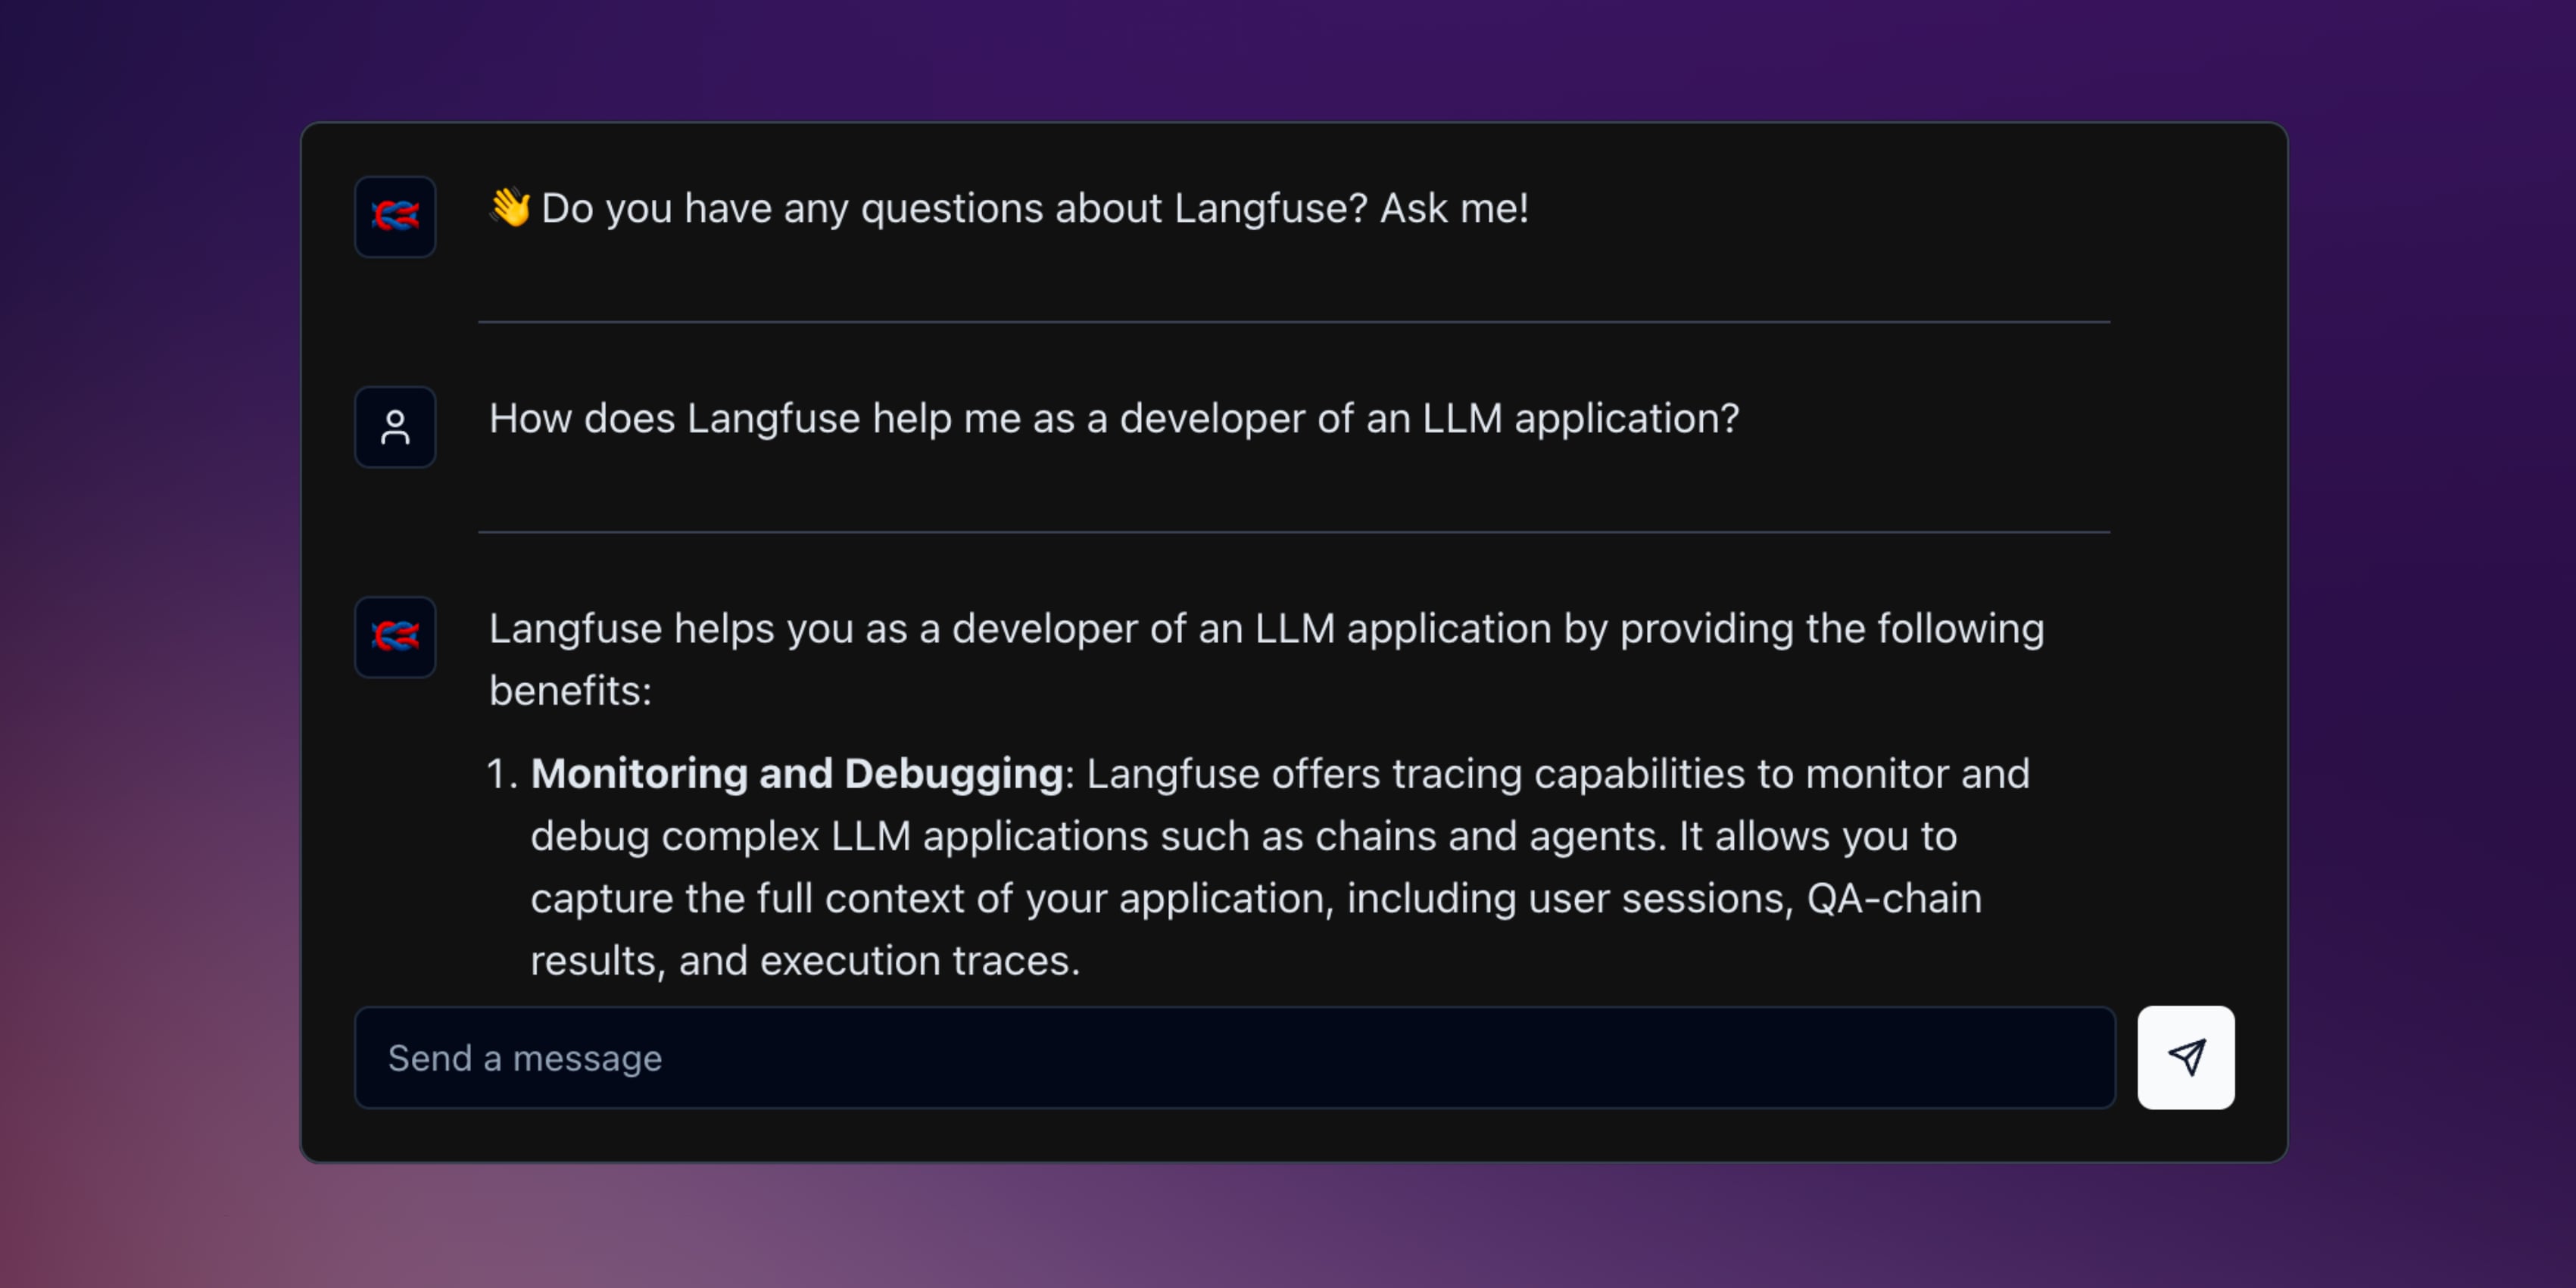 👋 Do you have any questions about Langfuse? Ask me!
How does Langfuse help me as a developer of an LLM application?
Langfuse helps you as a developer of an LLM application by providing the following
benefits:
1. Monitoring and Debugging: Langfuse offers tracing capabilities to monitor and
debug complex LLM applications such as chains and agents. It allows you to
capture the full context of your application, including user sessions, QA-chain
results, and execution traces.
Send a message